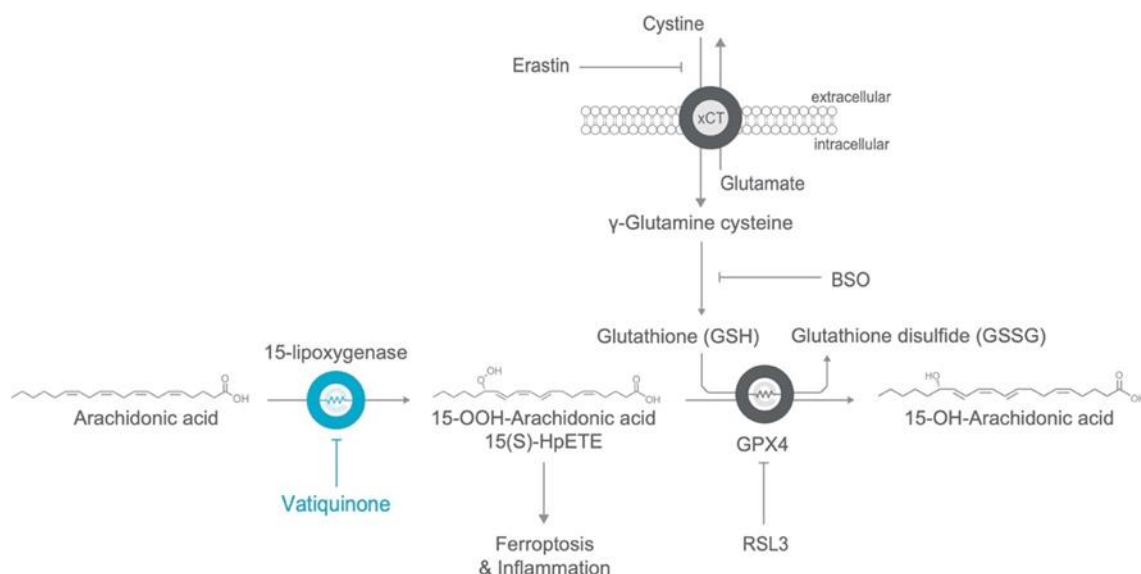 Cystine
Erastin
extracellular
xCT
intracellular
Glutamate
γ-Glutamine cysteine
BSO
Glutathione (GSH)
Glutathione disulfide (GSSG)
15-lipoxygenase
OH
O
O
OH
Arachidonic acid
O
OH
15-OOH-Arachidonic acid
15(S)-HpETE
GPX4
HO
O
OH
15-OH-Arachidonic acid
Vatiquinone
Ferroptosis
& Inflammation
RSL3